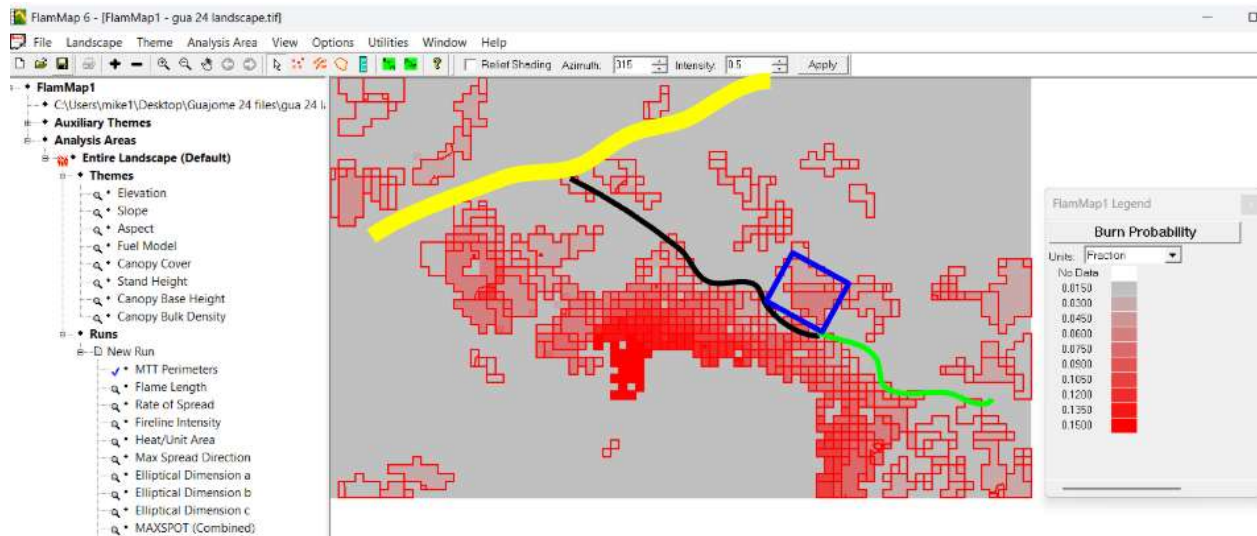 FlamMap 6 - [FlamMap1 - gua 24 landscape.tif]
File Landscape Theme Analysis Area View Options Utilities Window Help
Relief Shading Azimuth: 315 Intensity: 0.5 Apply
FlamMap1
C:\Users\mike1\Desktop\Guajome 24 files\gua 24 l
Auxiliary Themes
Analysis Areas
Entire Landscape (Default)
Themes
Elevation
Slope
Aspect
Fuel Model
Canopy Cover
Stand Height
Canopy Base Height
Canopy Bulk Density
Runs
New Run
MTT Perimeters
Flame Length
Rate of Spread
Fireline Intensity
Heat/Unit Area
Max Spread Direction
Elliptical Dimension a
Elliptical Dimension b
Elliptical Dimension c
MAXSPOT (Combined)
FlamMap1 Legend
Burn Probability
Units: Fraction
No Data
0.0150
0.0300
0.0450
0.0600
0.0750
0.0900
0.1050
0.1200
0.1350
0.1500